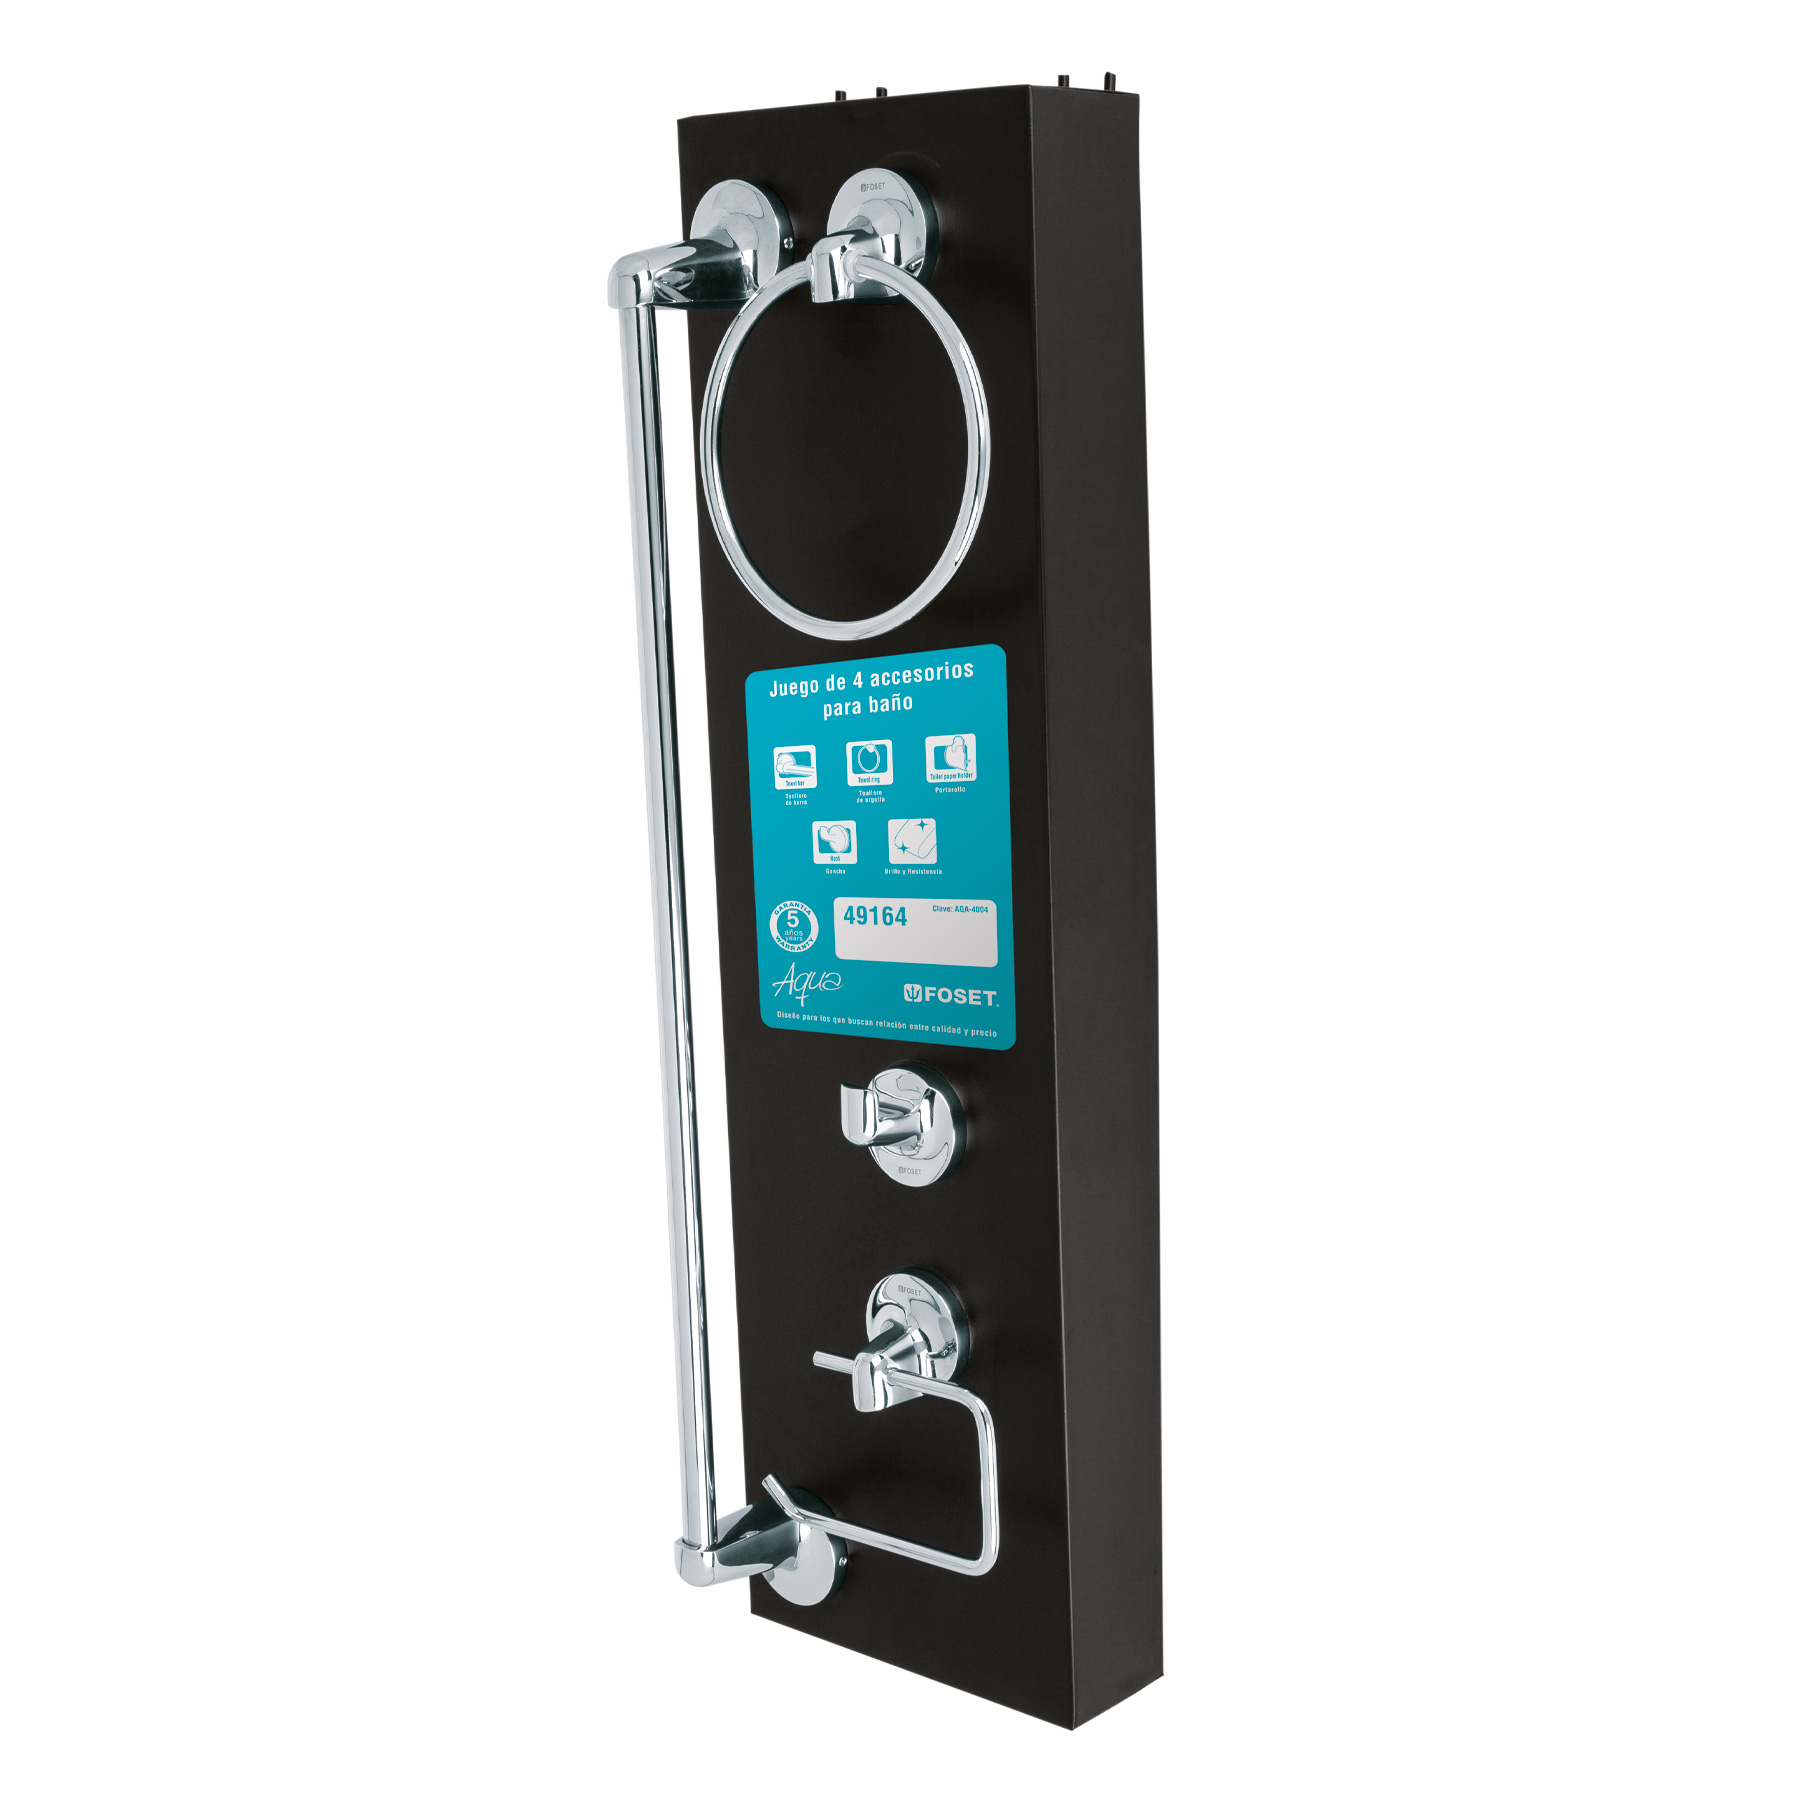 FOSET
Juego de 4 accesorios
para baño
Towel bar
Toallero
de barra
Towel ring
Toallero
de argolla
Toilet paper holder
Portarollo
Hook
Gancho
Brillo y Resistencia
GARANTIA
5
años
years
WARRANTY
49164
Clave: AQA-4004
Aqua
FOSET
Diseño para los que buscan relación entre calidad y precio
FOSET
FOSET